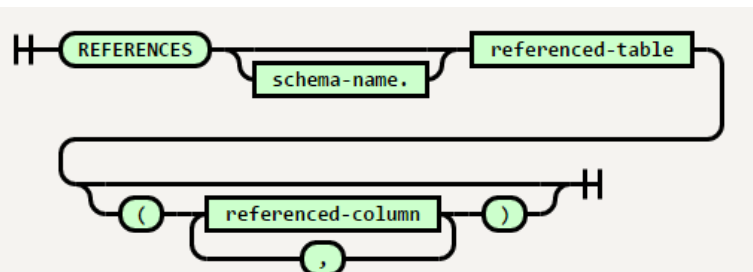 REFERENCES referenced-table
schema-name.
( referenced-column )
,